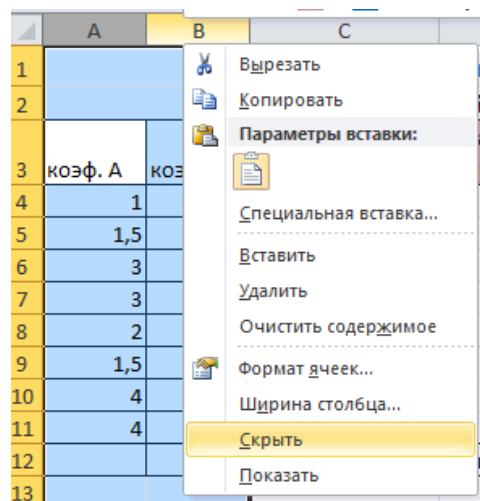 A B C
1 Вырезать
2 Копировать
Параметры вставки:
3 коэф. А коэ
4 1
Специальная вставка...
5 1,5
6 3 Вставить
7 3 Удалить
8 2 Очистить содержимое
9 1,5 Формат ячеек...
10 4 Ширина столбца...
11 4 Скрыть
12 Показать
13